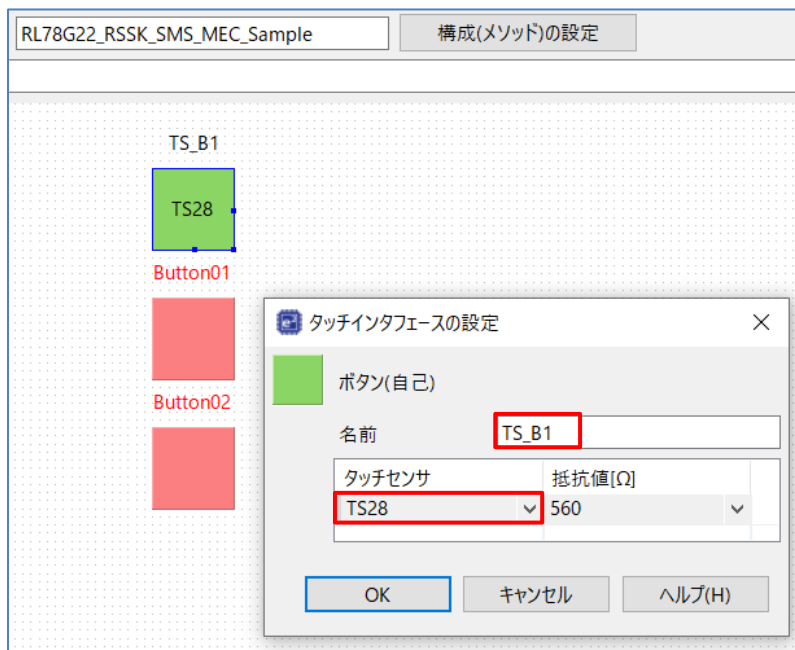 RL78G22_RSSK_SMS_MEC_Sample 構成(メソッド)の設定
TS_B1
TS28
Button01
Button02
タッチインタフェースの設定
ボタン(自己)
名前 TS_B1
タッチセンサ 抵抗値[Ω]
TS28 560
OK キャンセル ヘルプ(H)